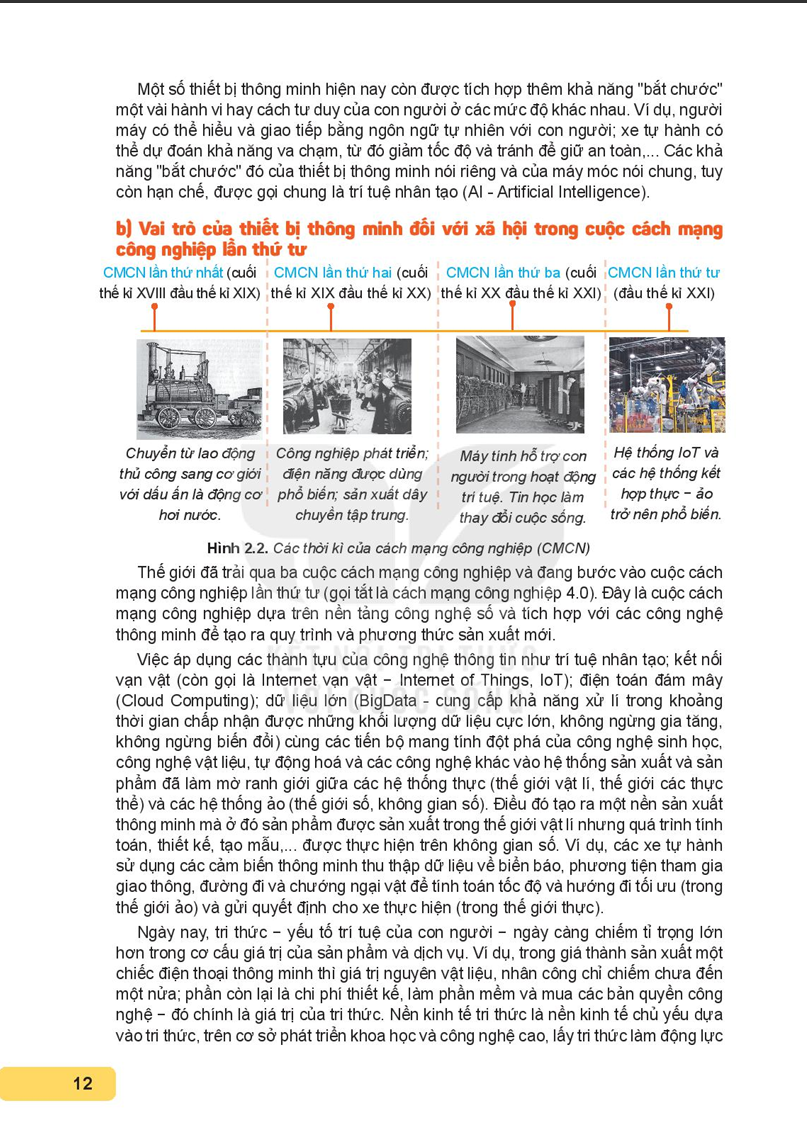 Một số thiết bị thông minh hiện nay còn được tích hợp thêm khả năng "bắt chước"
một vài hành vi hay cách tư duy của con người ở các mức độ khác nhau. Ví dụ, người
máy có thể hiểu và giao tiếp bằng ngôn ngữ tự nhiên với con người; xe tự hành có
thể dự đoán khả năng va chạm, từ đó giảm tốc độ và tránh để giữ an toàn,... Các khả
năng "bắt chước" đó của thiết bị thông minh nói riêng và của máy móc nói chung, tuy
còn hạn chế, được gọi chung là trí tuệ nhân tạo (AI - Artificial Intelligence).
b) Vai trò của thiết bị thông minh đối với xã hội trong cuộc cách mạng
công nghiệp lần thứ tư
CMCN lần thứ nhất (cuối
thế kỉ XVIII đầu thế kỉ XIX)
CMCN lần thứ hai (cuối
thế kỉ XIX đầu thế kỉ XX)
CMCN lần thứ ba (cuối
thế kỉ XX đầu thế kỉ XXI)
CMCN lần thứ tư
(đầu thế kỉ XXI)
Chuyển từ lao động
thủ công sang cơ giới
với dấu ấn là động cơ
hơi nước.
Công nghiệp phát triển;
điện năng được dùng
phổ biến; sản xuất dây
chuyền tập trung.
Máy tính hỗ trợ con
người trong hoạt động
trí tuệ. Tin học làm
thay đổi cuộc sống.
Hệ thống IoT và
các hệ thống kết
hợp thực – ảo
trở nên phổ biến.
Hình 2.2. Các thời kì của cách mạng công nghiệp (CMCN)
Thế giới đã trải qua ba cuộc cách mạng công nghiệp và đang bước vào cuộc cách
mạng công nghiệp lần thứ tư (gọi tắt là cách mạng công nghiệp 4.0). Đây là cuộc cách
mạng công nghiệp dựa trên nền tảng công nghệ số và tích hợp với các công nghệ
thông minh để tạo ra quy trình và phương thức sản xuất mới.
Việc áp dụng các thành tựu của công nghệ thông tin như trí tuệ nhân tạo; kết nối
vạn vật (còn gọi là Internet vạn vật – Internet of Things, IoT); điện toán đám mây
(Cloud Computing); dữ liệu lớn (BigData - cung cấp khả năng xử lí trong khoảng
thời gian chấp nhận được những khối lượng dữ liệu cực lớn, không ngừng gia tăng,
không ngừng biến đổi) cùng các tiến bộ mang tính đột phá của công nghệ sinh học,
công nghệ vật liệu, tự động hoá và các công nghệ khác vào hệ thống sản xuất và sản
phẩm đã làm mờ ranh giới giữa các hệ thống thực (thế giới vật lí, thế giới các thực
thể) và các hệ thống ảo (thế giới số, không gian số). Điều đó tạo ra một nền sản xuất
thông minh mà ở đó sản phẩm được sản xuất trong thế giới vật lí nhưng quá trình tính
toán, thiết kế, tạo mẫu,... được thực hiện trên không gian số. Ví dụ, các xe tự hành
sử dụng các cảm biến thông minh thu thập dữ liệu về biển báo, phương tiện tham gia
giao thông, đường đi và chướng ngại vật để tính toán tốc độ và hướng đi tối ưu (trong
thế giới ảo) và gửi quyết định cho xe thực hiện (trong thế giới thực).
Ngày nay, tri thức – yếu tố trí tuệ của con người – ngày càng chiếm tỉ trọng lớn
hơn trong cơ cấu giá trị của sản phẩm và dịch vụ. Ví dụ, trong giá thành sản xuất một
chiếc điện thoại thông minh thì giá trị nguyên vật liệu, nhân công chỉ chiếm chưa đến
một nửa; phần còn lại là chi phí thiết kế, làm phần mềm và mua các bản quyền công
nghệ – đó chính là giá trị của tri thức. Nền kinh tế tri thức là nền kinh tế chủ yếu dựa
vào tri thức, trên cơ sở phát triển khoa học và công nghệ cao, lấy tri thức làm động lực
KẾT NỐI TRI THỨC
VỚI CUỘC SỐNG
12